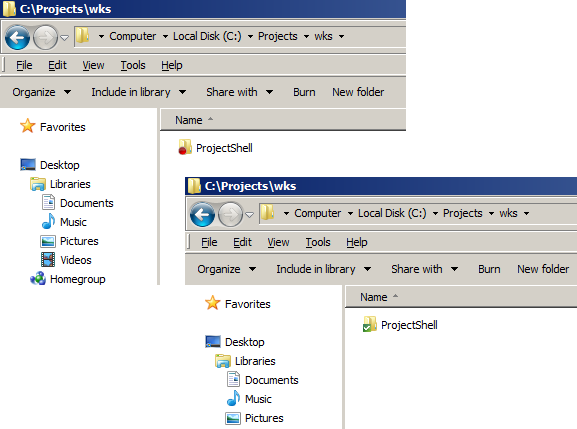 C:\Projects\wks
Computer Local Disk (C:) Projects wks
File Edit View Tools Help
Organize Include in library Share with Burn New folder
Favorites
Desktop
Libraries
Documents
Music
Pictures
Videos
Homegroup
Name
ProjectShell
C:\Projects\wks
Computer Local Disk (C:) Projects wks
File Edit View Tools Help
Organize Include in library Share with Burn New folder
Favorites
Desktop
Libraries
Documents
Music
Pictures
Name
ProjectShell